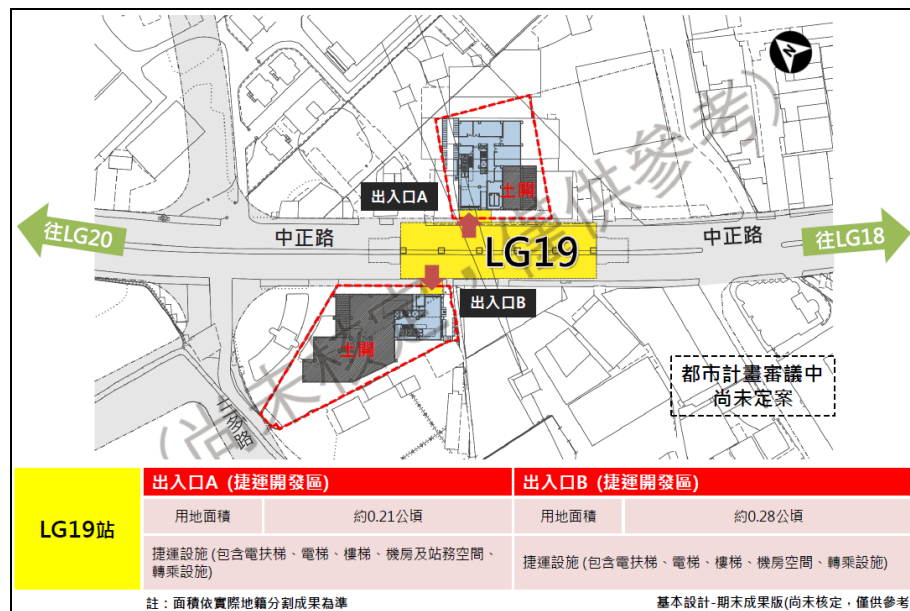 (尚未核定，僅供參考)
N
土開
出入口A
往LG20
中正路
LG19
中正路
往LG18
出入口B
土開
都市計畫審議中
尚未定案
LG19站
出入口A (捷運開發區)
出入口B (捷運開發區)
用地面積
約0.21公頃
用地面積
約0.28公頃
捷運設施 (包含電扶梯、電梯、樓梯、機房及站務空間、
轉乘設施)
捷運設施 (包含電扶梯、電梯、樓梯、機房空間、轉乘設施)
註：面積依實際地籍分割成果為準
基本設計-期末成果版(尚未核定，僅供參考